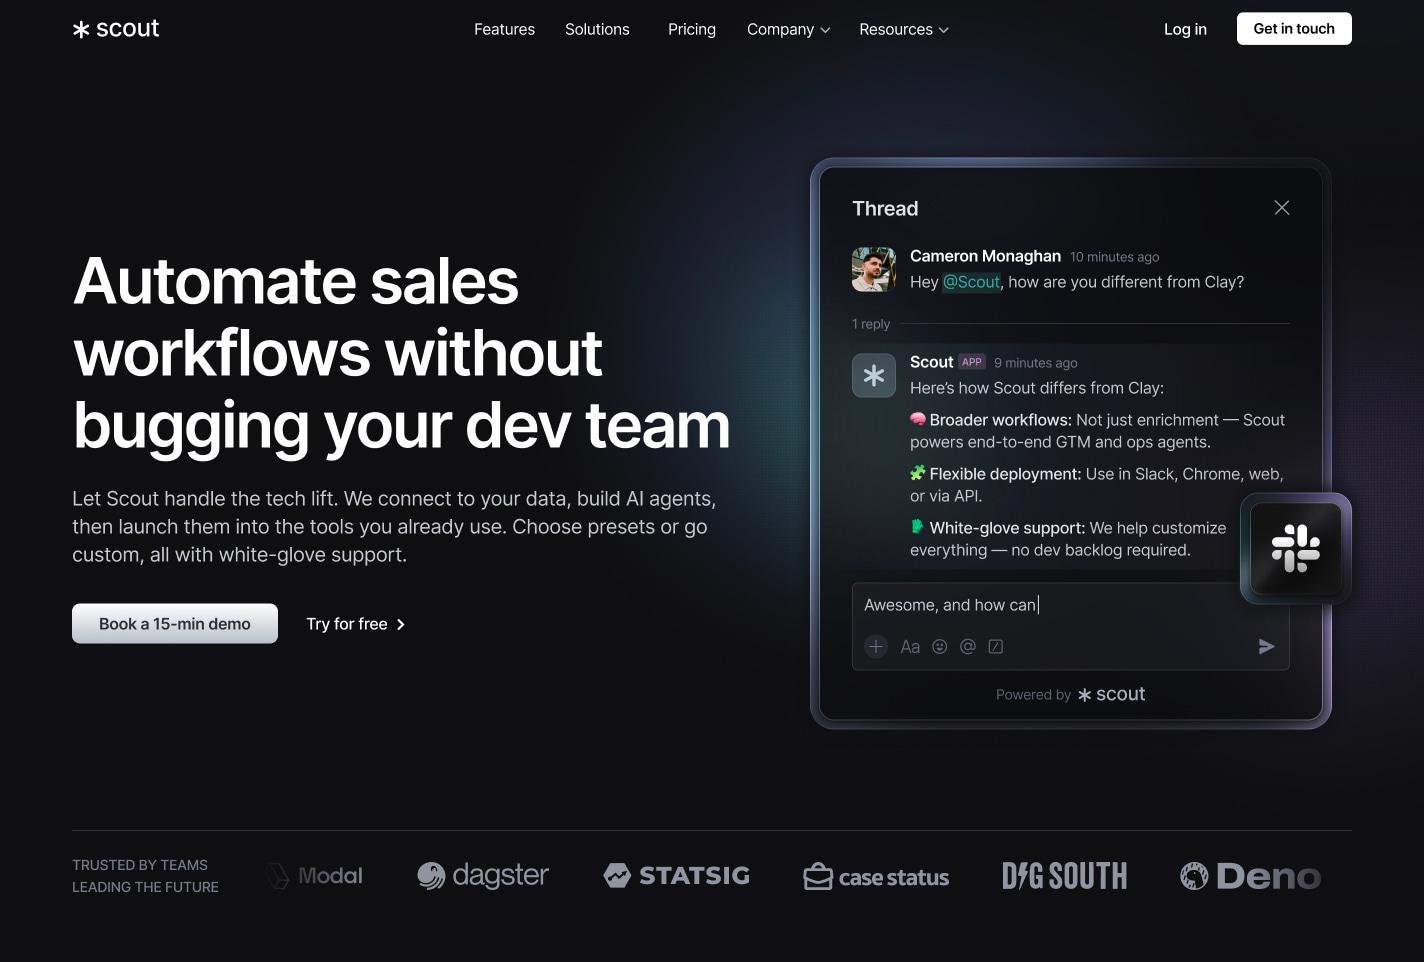 scout
Features Solutions Pricing Company Resources
Log in Get in touch
Automate sales
workflows without
bugging your dev team
Let Scout handle the tech lift. We connect to your data, build AI agents,
then launch them into the tools you already use. Choose presets or go
custom, all with white-glove support.
Book a 15-min demo Try for free
Thread
Cameron Monaghan 10 minutes ago
Hey @Scout, how are you different from Clay?
1 reply
Scout APP 9 minutes ago
Here's how Scout differs from Clay:
Broader workflows: Not just enrichment — Scout
powers end-to-end GTM and ops agents.
Flexible deployment: Use in Slack, Chrome, web,
or via API.
White-glove support: We help customize
everything — no dev backlog required.
Awesome, and how can
Aa @
Powered by scout
TRUSTED BY TEAMS
LEADING THE FUTURE
Modal dagster STATSIG case status DIG SOUTH Deno